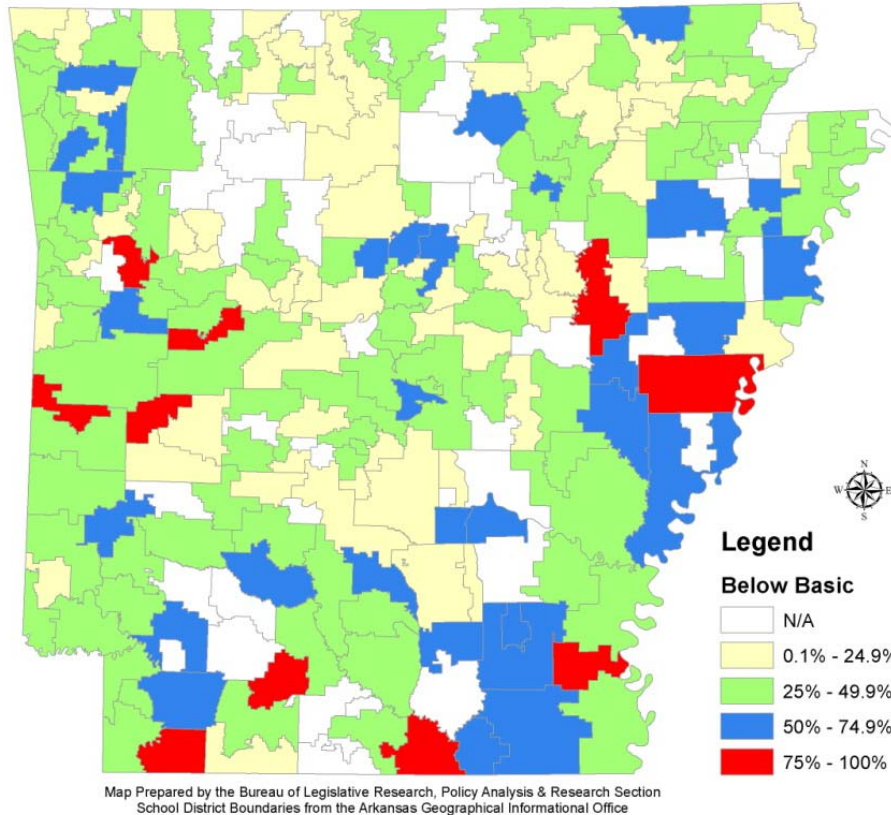 N
W E
S
Legend
Below Basic
N/A
0.1% - 24.9%
25% - 49.9%
50% - 74.9%
75% - 100%
Map Prepared by the Bureau of Legislative Research, Policy Analysis & Research Section
School District Boundaries from the Arkansas Geographical Informational Office